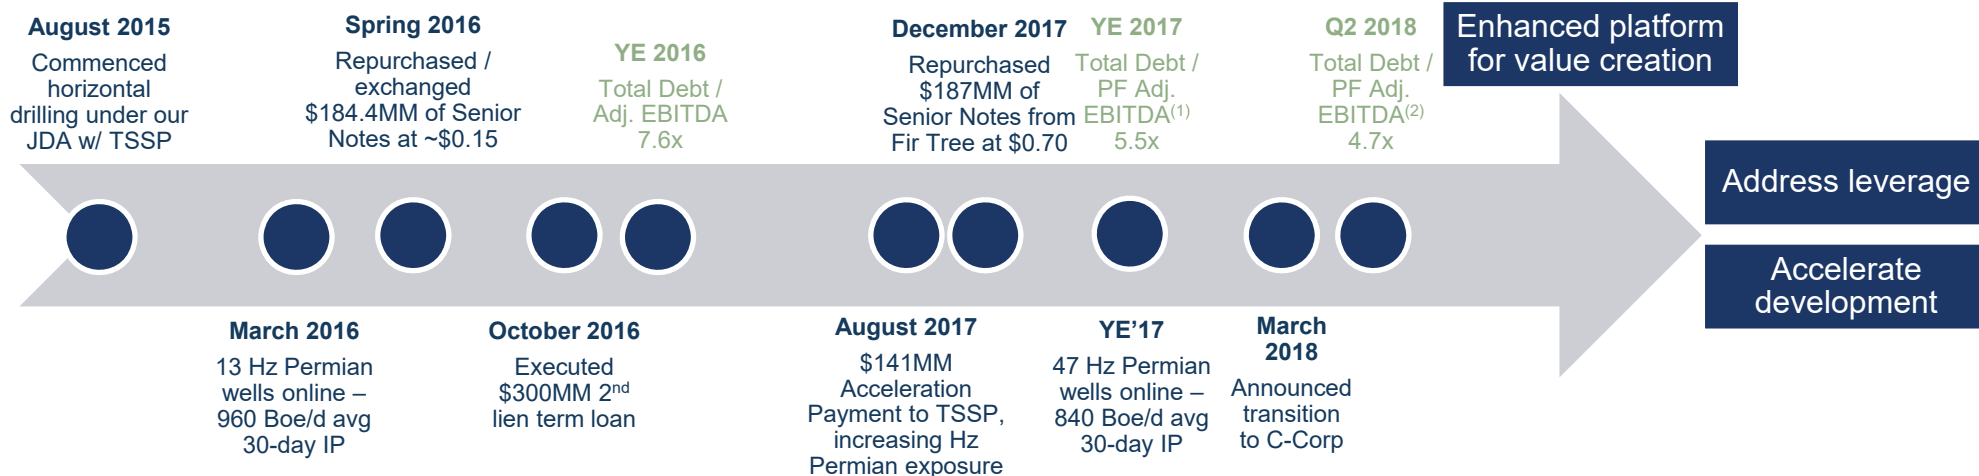 August 2015
Commenced
horizontal
drilling under our
JDA w/ TSSP
Spring 2016
Repurchased /
exchanged
$184.4MM of Senior
Notes at ~$0.15
YE 2016
Total Debt /
Adj. EBITDA
7.6x
December 2017
Repurchased
$187MM of
Senior Notes from
Fir Tree at $0.70
YE 2017
Total Debt /
PF Adj.
EBITDA(1)
5.5x
Q2 2018
Total Debt /
PF Adj.
EBITDA(2)
4.7x
Enhanced platform
for value creation
Address leverage
Accelerate
development
March 2016
13 Hz Permian
wells online –
960 Boe/d avg
30-day IP
October 2016
Executed
$300MM 2nd
lien term loan
August 2017
$141MM
Acceleration
Payment to TSSP,
increasing Hz
Permian exposure
YE’17
47 Hz Permian
wells online –
840 Boe/d avg
30-day IP
March
2018
Announced
transition
to C-Corp